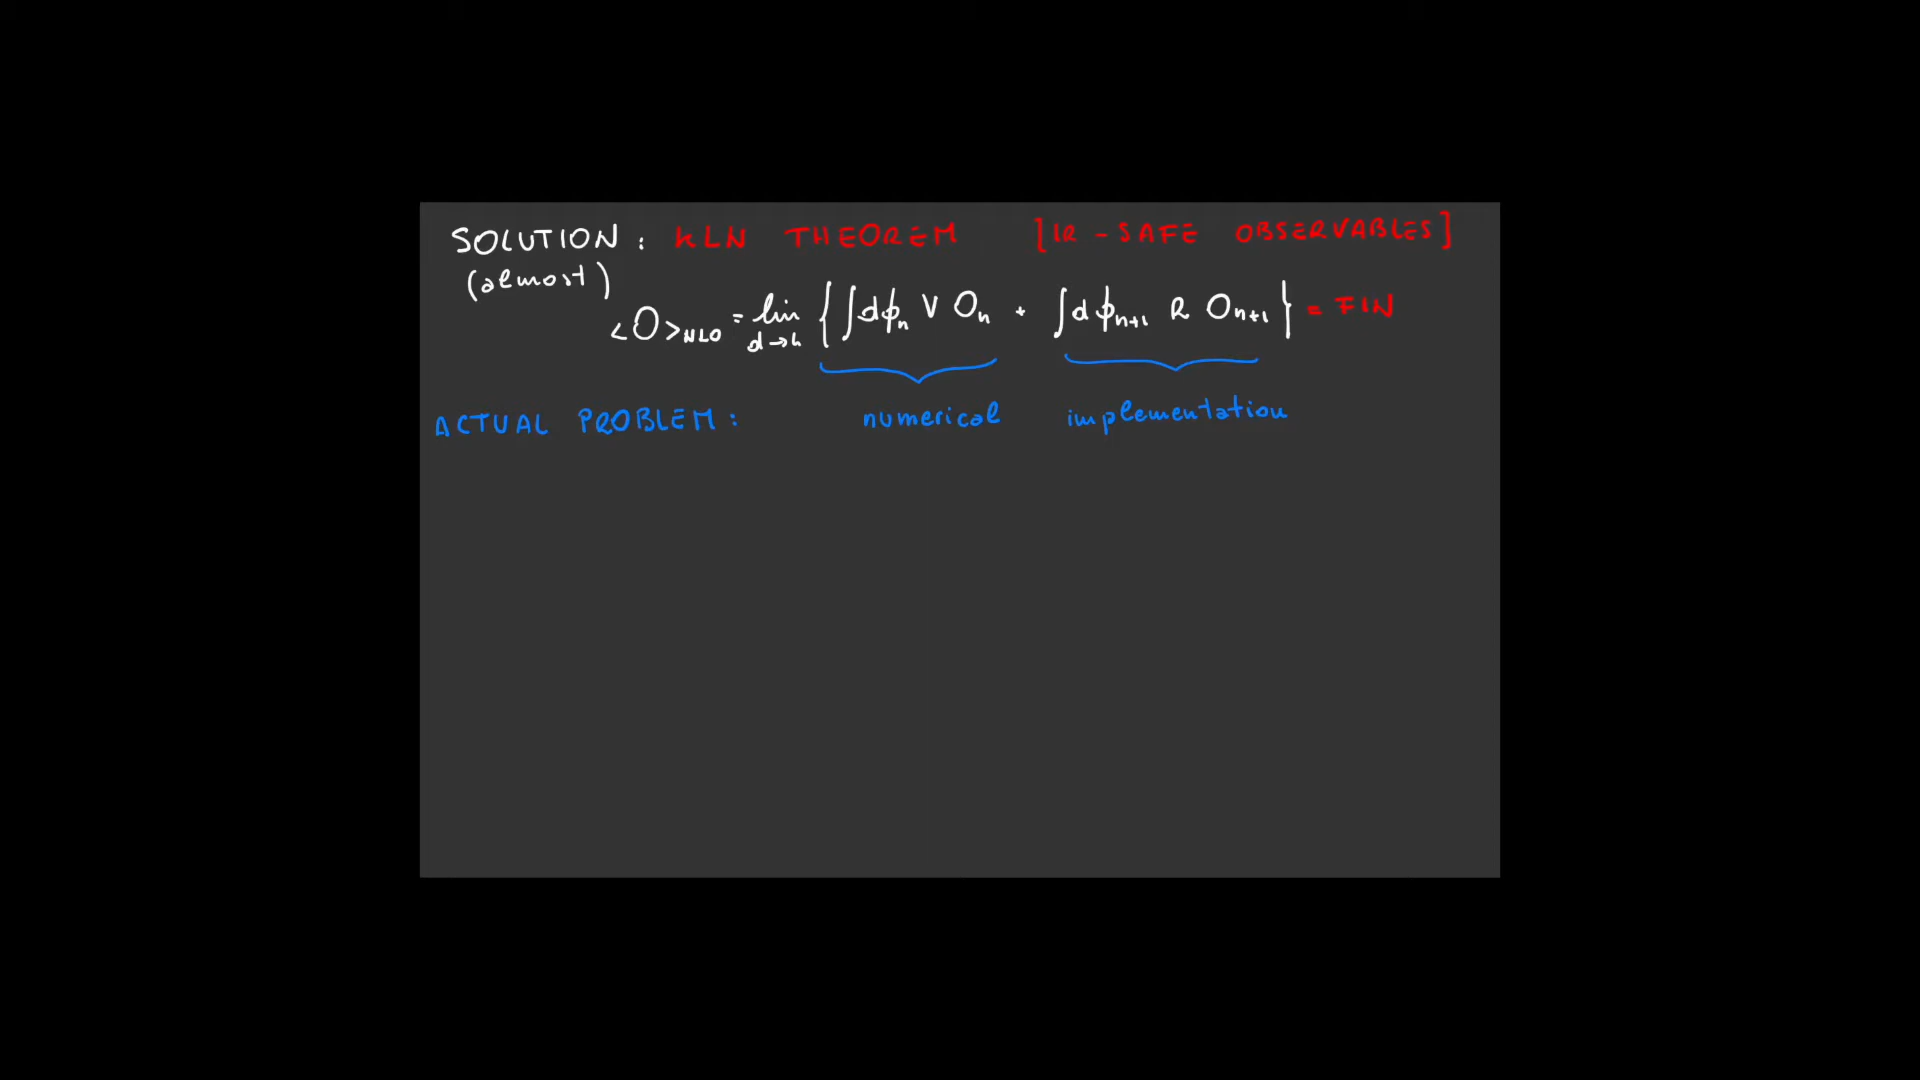 SOLUTION: KLN THEOREM [IR-SAFE OBSERVABLES]
(almost)
<O>NLO = lim d→4 {∫dϕn V On + ∫dϕn+1 R On+1} = FIN
ACTUAL PROBLEM: numerical implementation